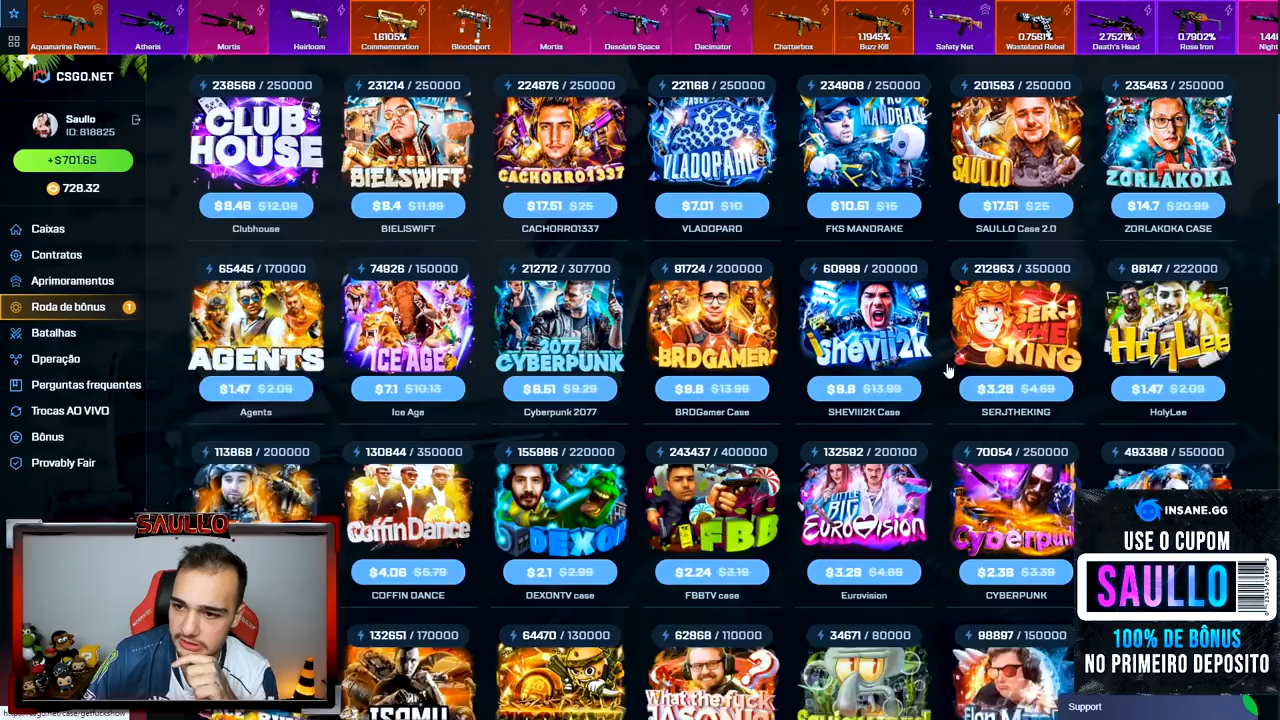 Aquamarine Reven...
Atheris
Mortis
Heirloom
1.6105%
Commemoration
Bloodsport
Mortis
Desolate Space
Decimator
Chatterbox
1.1945%
Buzz Kill
Safety Net
0.7561%
Wasteland Rebel
2.7521%
Death's Head
0.7902%
Rose Iron
CSGO.NET
Saullo
ID: 818825
+$701.65
728.32
Caixas
Contratos
Aprimoramentos
Roda de bônus
1
Batalhas
Operação
Perguntas frequentes
Trocas AO VIVO
Bônus
Provably Fair
238568 / 250000
231214 / 250000
224876 / 250000
221168 / 250000
234908 / 250000
201583 / 250000
235463 / 250000
CLUB HOUSE
CASE BIELSWIFT
CACHORRO1337
VLADOPARD
FKS MANDRAKE
SAULLO
ZORLAKOKA
$8.46 $12.08
$8.4 $11.99
$17.51 $25
$7.01 $10
$10.51 $15
$17.51 $25
$14.7 $20.99
Clubhouse
BIELISWIFT
CACHORRO1337
VLADOPARD
FKS MANDRAKE
SAULLO Case 2.0
ZORLAKOKA CASE
65445 / 170000
74926 / 150000
212712 / 307700
91724 / 200000
60999 / 200000
212963 / 350000
88147 / 222000
AGENTS
ICE AGE
2077 CYBERPUNK
BRDGAMER
Shevii2k
SERJ THE KING
HolyLee
$1.47 $2.09
$7.1 $10.13
$6.51 $9.29
$9.8 $13.99
$9.8 $13.99
$3.29 $4.69
$1.47 $2.09
Agents
Ice Age
Cyberpunk 2077
BRDGamer Case
SHEVIII2K Case
SERJTHEKING
HolyLee
113868 / 200000
130844 / 350000
155986 / 220000
243437 / 400000
132592 / 200100
70054 / 250000
493388 / 550000
Coffin Dance
DEXO
FBB
LITTLE BIG EUROVISION
Cyberpun
$4.06 $5.79
$2.1 $2.99
$2.24 $3.19
$3.29 $4.69
$2.38 $3.39
COFFIN DANCE
DEXONTV case
FBBTV case
Eurovision
CYBERPUNK
132651 / 170000
64470 / 130000
62868 / 110000
34671 / 80000
98897 / 150000
What the fuck
SAULLO
INSANE.GG
USE O CUPOM
SAULLO
100% DE BÔNUS
NO PRIMEIRO DEPOSITO
Support